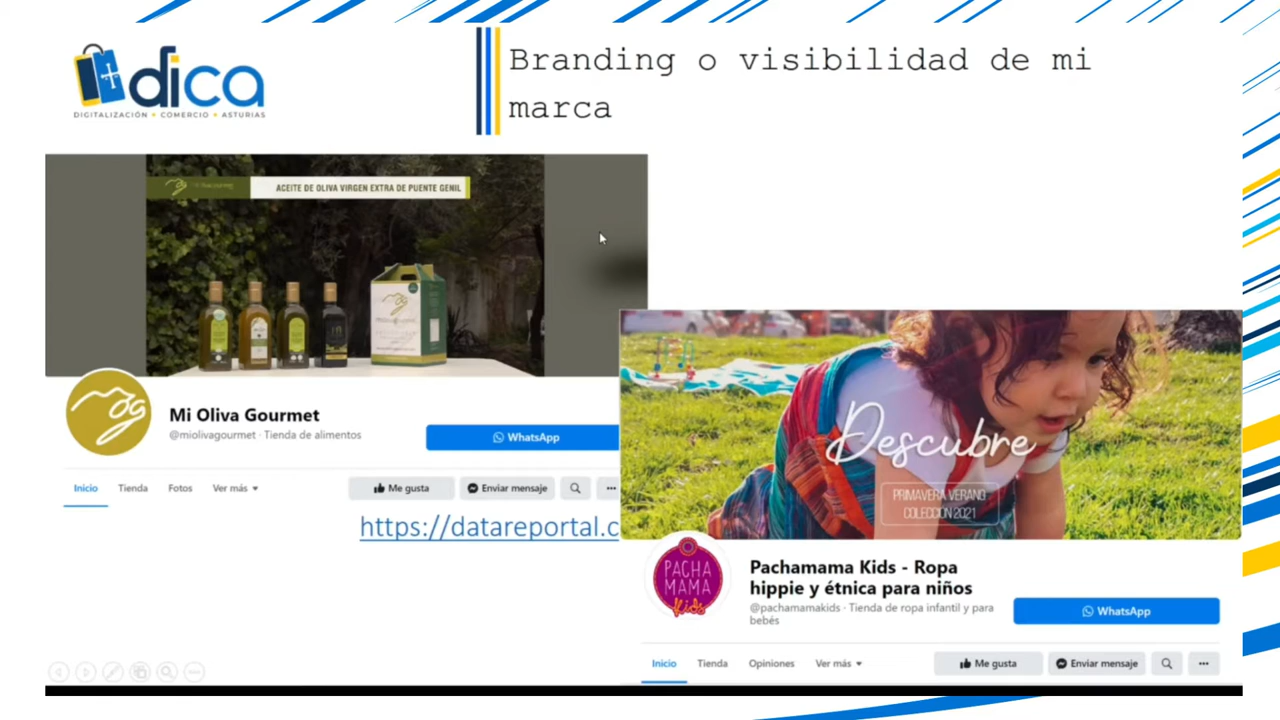 dica
DIGITALIZACIÓN • COMERCIO • ASTURIAS
Branding o visibilidad de mi
marca
ACEITE DE OLIVA VIRGEN EXTRA DE PUENTE GENIL
Mi Oliva Gourmet
@miolivagourmet · Tienda de alimentos
WhatsApp
Inicio
Tienda
Fotos
Ver más
Me gusta
Enviar mensaje
https://datareportal.c
Descubre
PRIMAVERA VERANO
COLECCIÓN 2021
PACHA
MAMA
kids
Pachamama Kids - Ropa
hippie y étnica para niños
@pachamamakids · Tienda de ropa infantil y para
bebés
WhatsApp
Inicio
Tienda
Opiniones
Ver más
Me gusta
Enviar mensaje